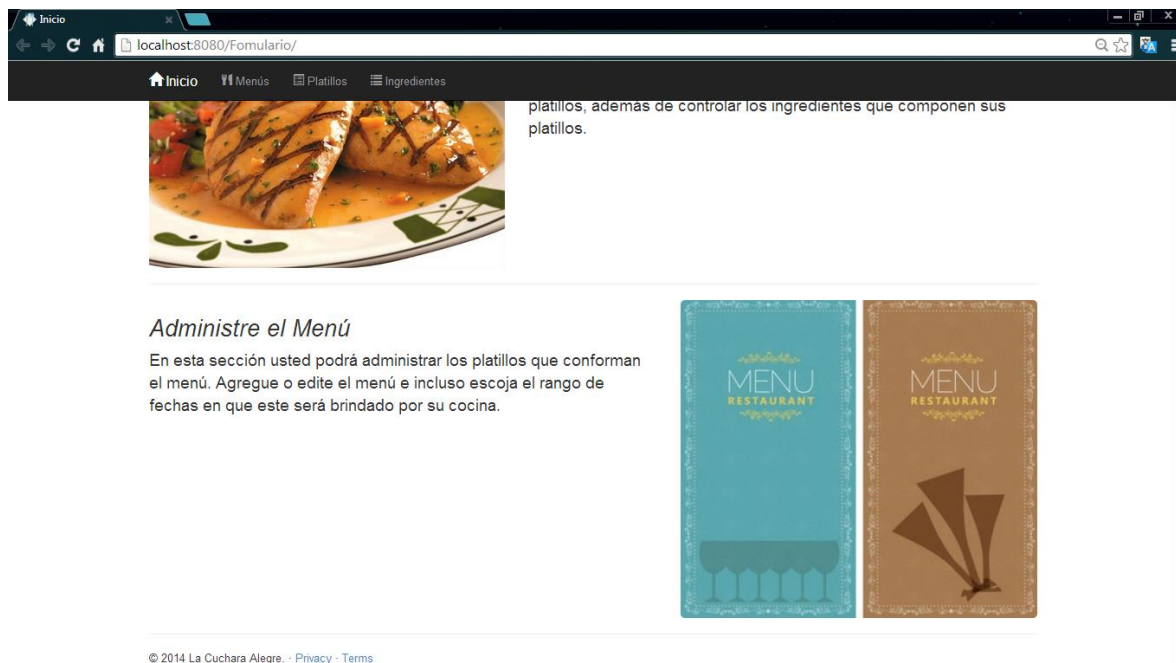 Inicio
localhost:8080/Fomulario/
Inicio Menús Platillos Ingredientes
platillos, además de controlar los ingredientes que componen sus
platillos.
Administre el Menú
En esta sección usted podrá administrar los platillos que conforman
el menú. Agregue o edite el menú e incluso escoja el rango de
fechas en que este será brindado por su cocina.
MENU
RESTAURANT
MENU
RESTAURANT
© 2014 La Cuchara Alegre. · Privacy · Terms